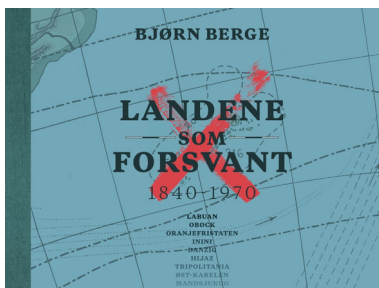 BJØRN BERGE
LANDENE
SOM
FORSVANT
1840–1970
LABUAN
OBOCK
ORANJEFRISTATEN
ININI
DANZIG
HIJAZ
TRIPOLITANIA
ØST-KARELEN
MANDSJUKUO